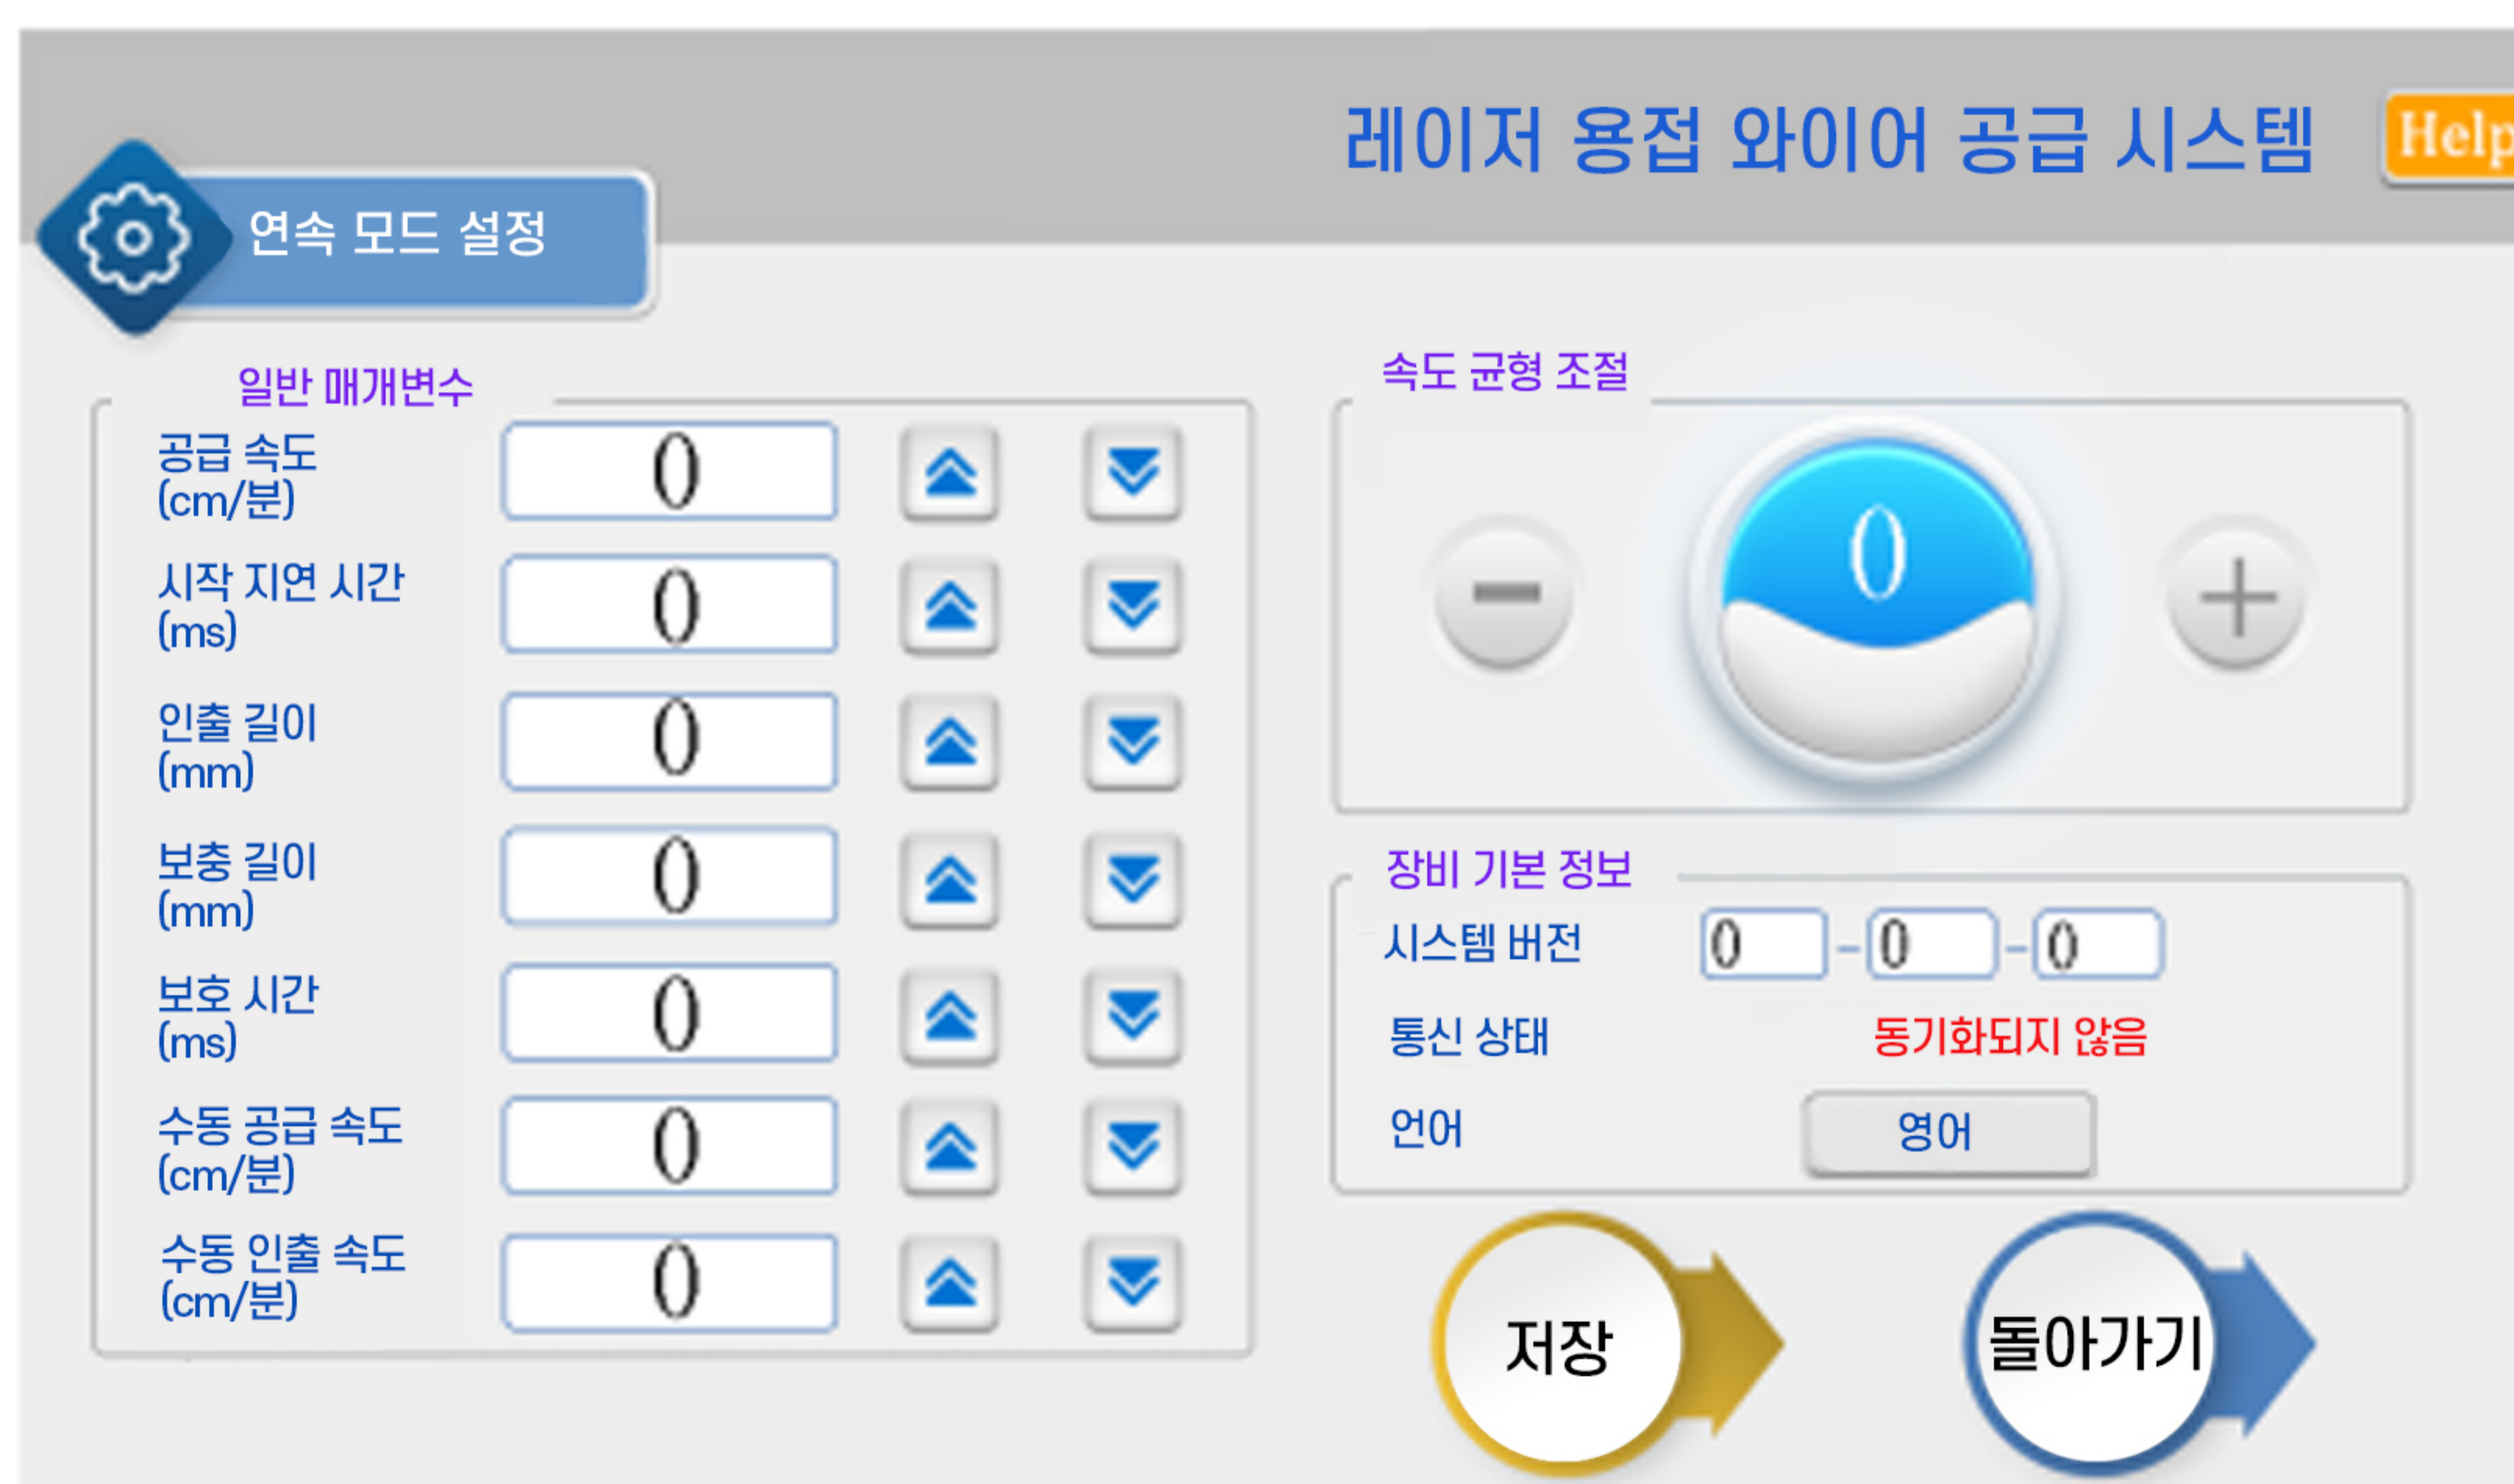 레이저 용접 와이어 공급 시스템
Help
연속 모드 설정
일반 매개변수
공급 속도
(cm/분)
0
시작 지연 시간
(ms)
0
인출 길이
(mm)
0
보충 길이
(mm)
0
보호 시간
(ms)
0
수동 공급 속도
(cm/분)
0
수동 인출 속도
(cm/분)
0
속도 균형 조절
0
장비 기본 정보
시스템 버전 0-0-0
통신 상태 동기화되지 않음
언어 영어
저장
돌아가기